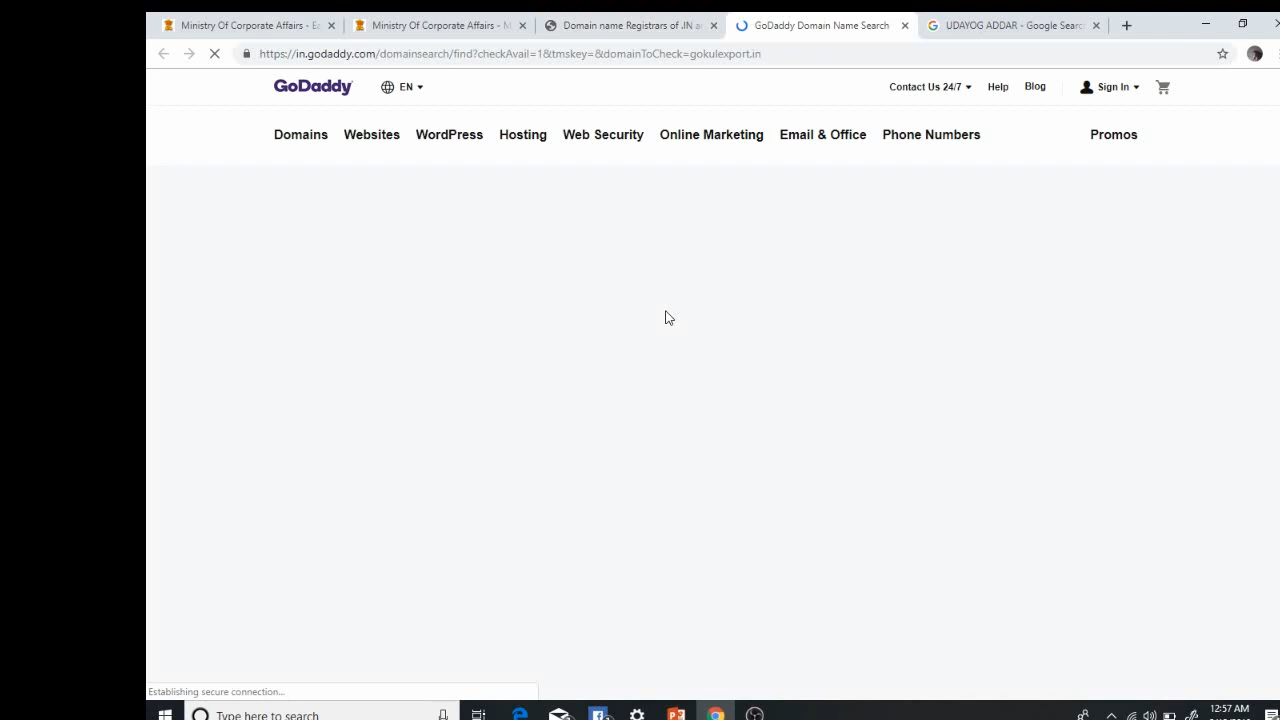 Ministry Of Corporate Affairs - E
Ministry Of Corporate Affairs - M
Domain name Registrars of .IN a
GoDaddy Domain Name Search
UDAYOG ADDAR - Google Searc
https://in.godaddy.com/domainsearch/find?checkAvail=1&tmskey=&domainToCheck=gokulexport.in
GoDaddy
EN
Contact Us 24/7
Help
Blog
Sign In
Domains
Websites
WordPress
Hosting
Web Security
Online Marketing
Email & Office
Phone Numbers
Promos
Establishing secure connection...
Type here to search
12:57 AM